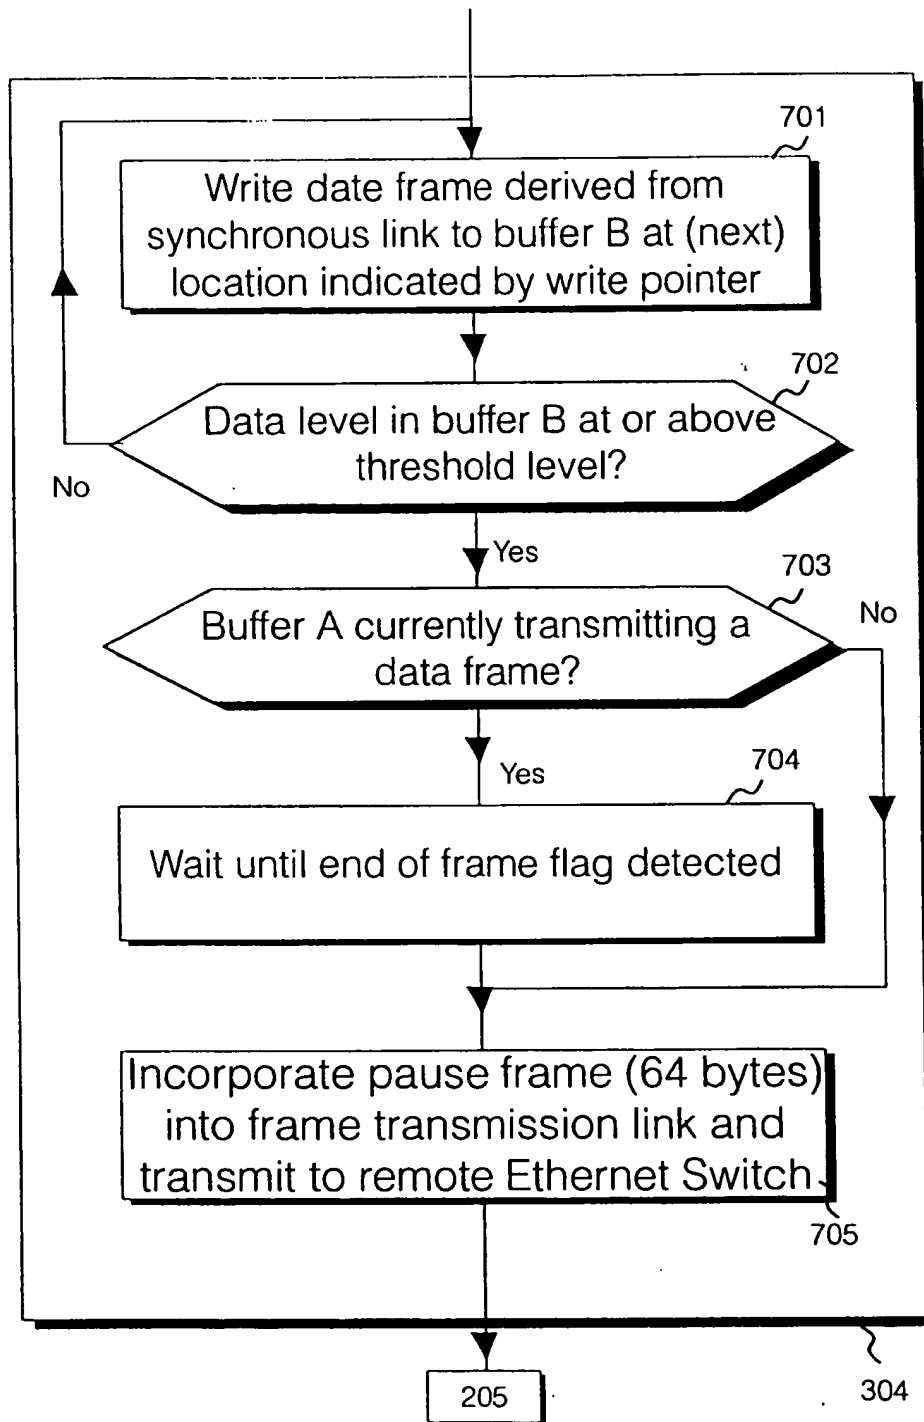 701
Write date frame derived from
synchronous link to buffer B at (next)
location indicated by write pointer
702
Data level in buffer B at or above
threshold level?
No
Yes
703
Buffer A currently transmitting a
data frame?
No
Yes
704
Wait until end of frame flag detected
Incorporate pause frame (64 bytes)
into frame transmission link and
transmit to remote Ethernet Switch
705
304
205